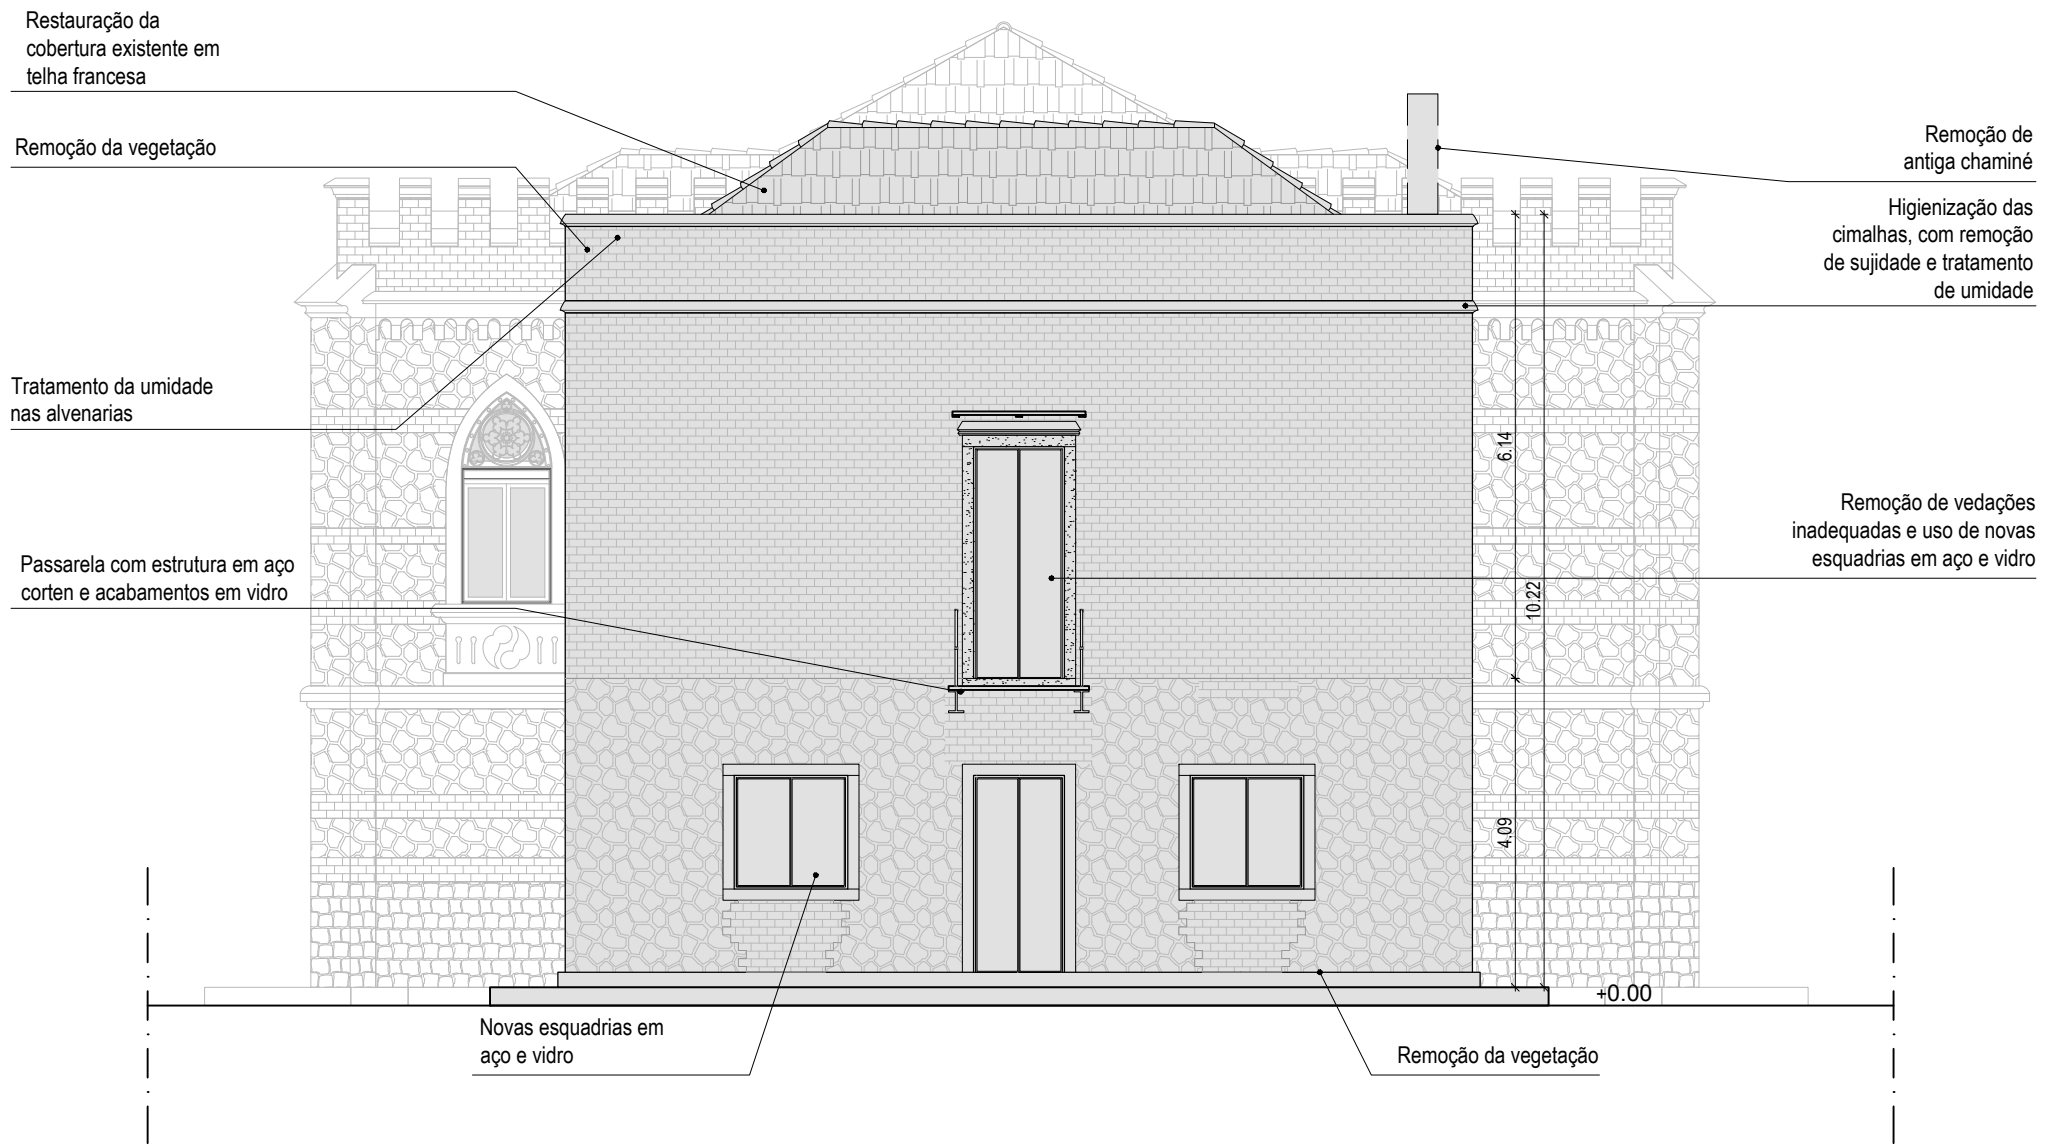 Restauração da
cobertura existente em
telha francesa
Remoção da vegetação
Tratamento da umidade
nas alvenarias
Passarela com estrutura em aço
corten e acabamentos em vidro
Novas esquadrias em
aço e vidro
Remoção de
antiga chaminé
Higienização das
cimalhas, com remoção
de sujidade e tratamento
de umidade
6.14
10.22
Remoção de vedações
inadequadas e uso de novas
esquadrias em aço e vidro
4.09
+0.00
Remoção da vegetação